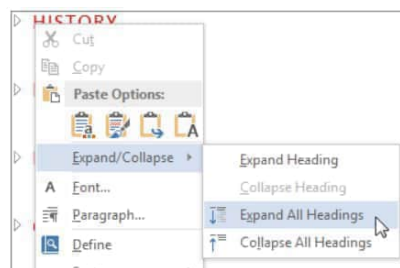 HISTORY
Cut
Copy
Paste Options:
Expand/Collapse
Expand Heading
Collapse Heading
Font...
Expand All Headings
Paragraph...
Collapse All Headings
Define